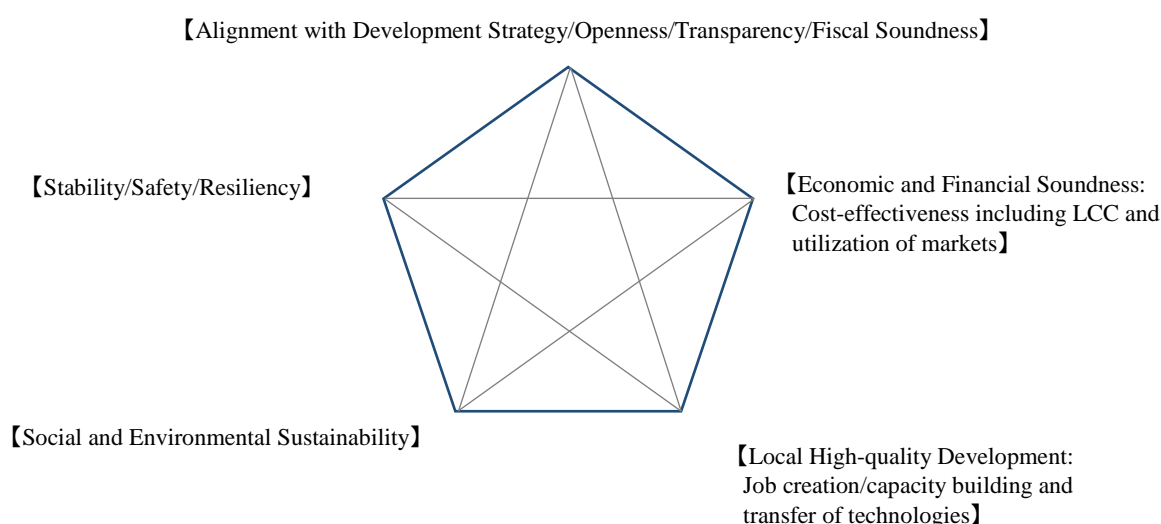 【Alignment with Development Strategy/Openness/Transparency/Fiscal Soundness】
【Stability/Safety/Resiliency】
【Economic and Financial Soundness:
Cost-effectiveness including LCC and
utilization of markets】
【Social and Environmental Sustainability】
【Local High-quality Development:
Job creation/capacity building and
transfer of technologies】